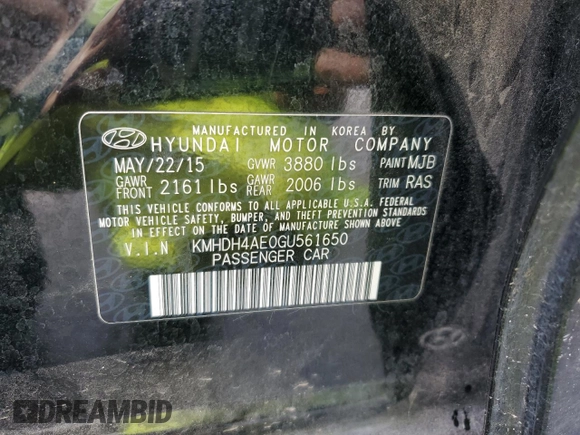 MANUFACTURED IN KOREA BY
HYUNDAI MOTOR COMPANY
MAY/22/15 GVWR 3880 lbs PAINT MJB
GAWR FRONT 2161 lbs GAWR REAR 2006 lbs TRIM RAS
THIS VEHICLE CONFORMS TO ALL APPLICABLE U.S.A. FEDERAL
MOTOR VEHICLE SAFETY, BUMPER, AND THEFT PREVENTION
STANDARDS IN EFFECT ON THE DATE OF MANUFACTURE SHOWN ABOVE
V.I.N KMHDH4AE0GU561650
PASSENGER CAR
DREAMBID